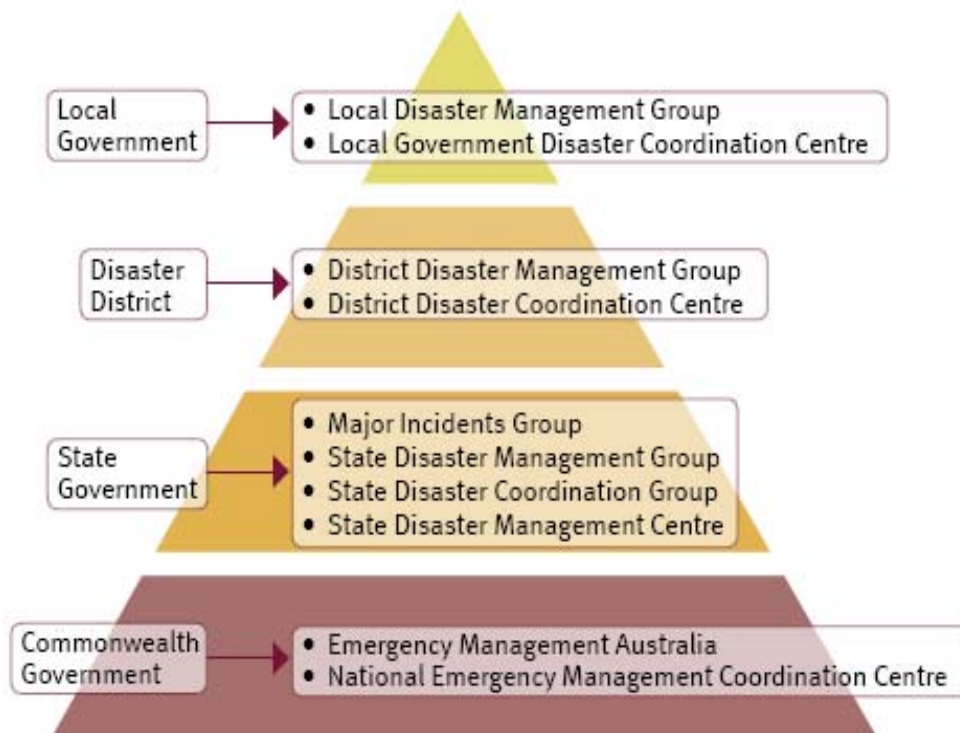 Local
Government
• Local Disaster Management Group
• Local Government Disaster Coordination Centre
Disaster
District
• District Disaster Management Group
• District Disaster Coordination Centre
State
Government
• Major Incidents Group
• State Disaster Management Group
• State Disaster Coordination Group
• State Disaster Management Centre
Commonwealth
Government
• Emergency Management Australia
• National Emergency Management Coordination Centre